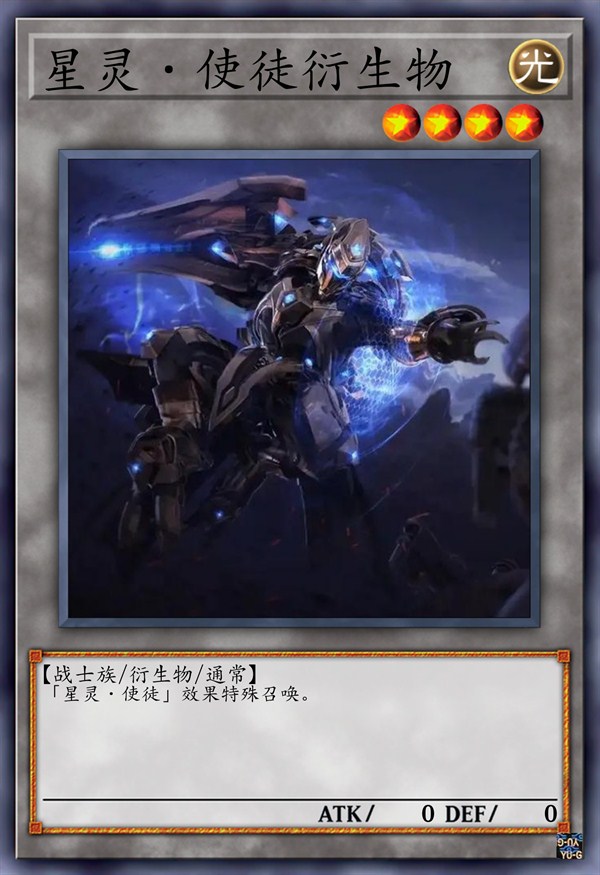 星灵·使徒衍生物
光
【战士族/衍生物/通常】
「星灵·使徒」效果特殊召唤。
ATK/ 0 DEF/ 0
YU-G